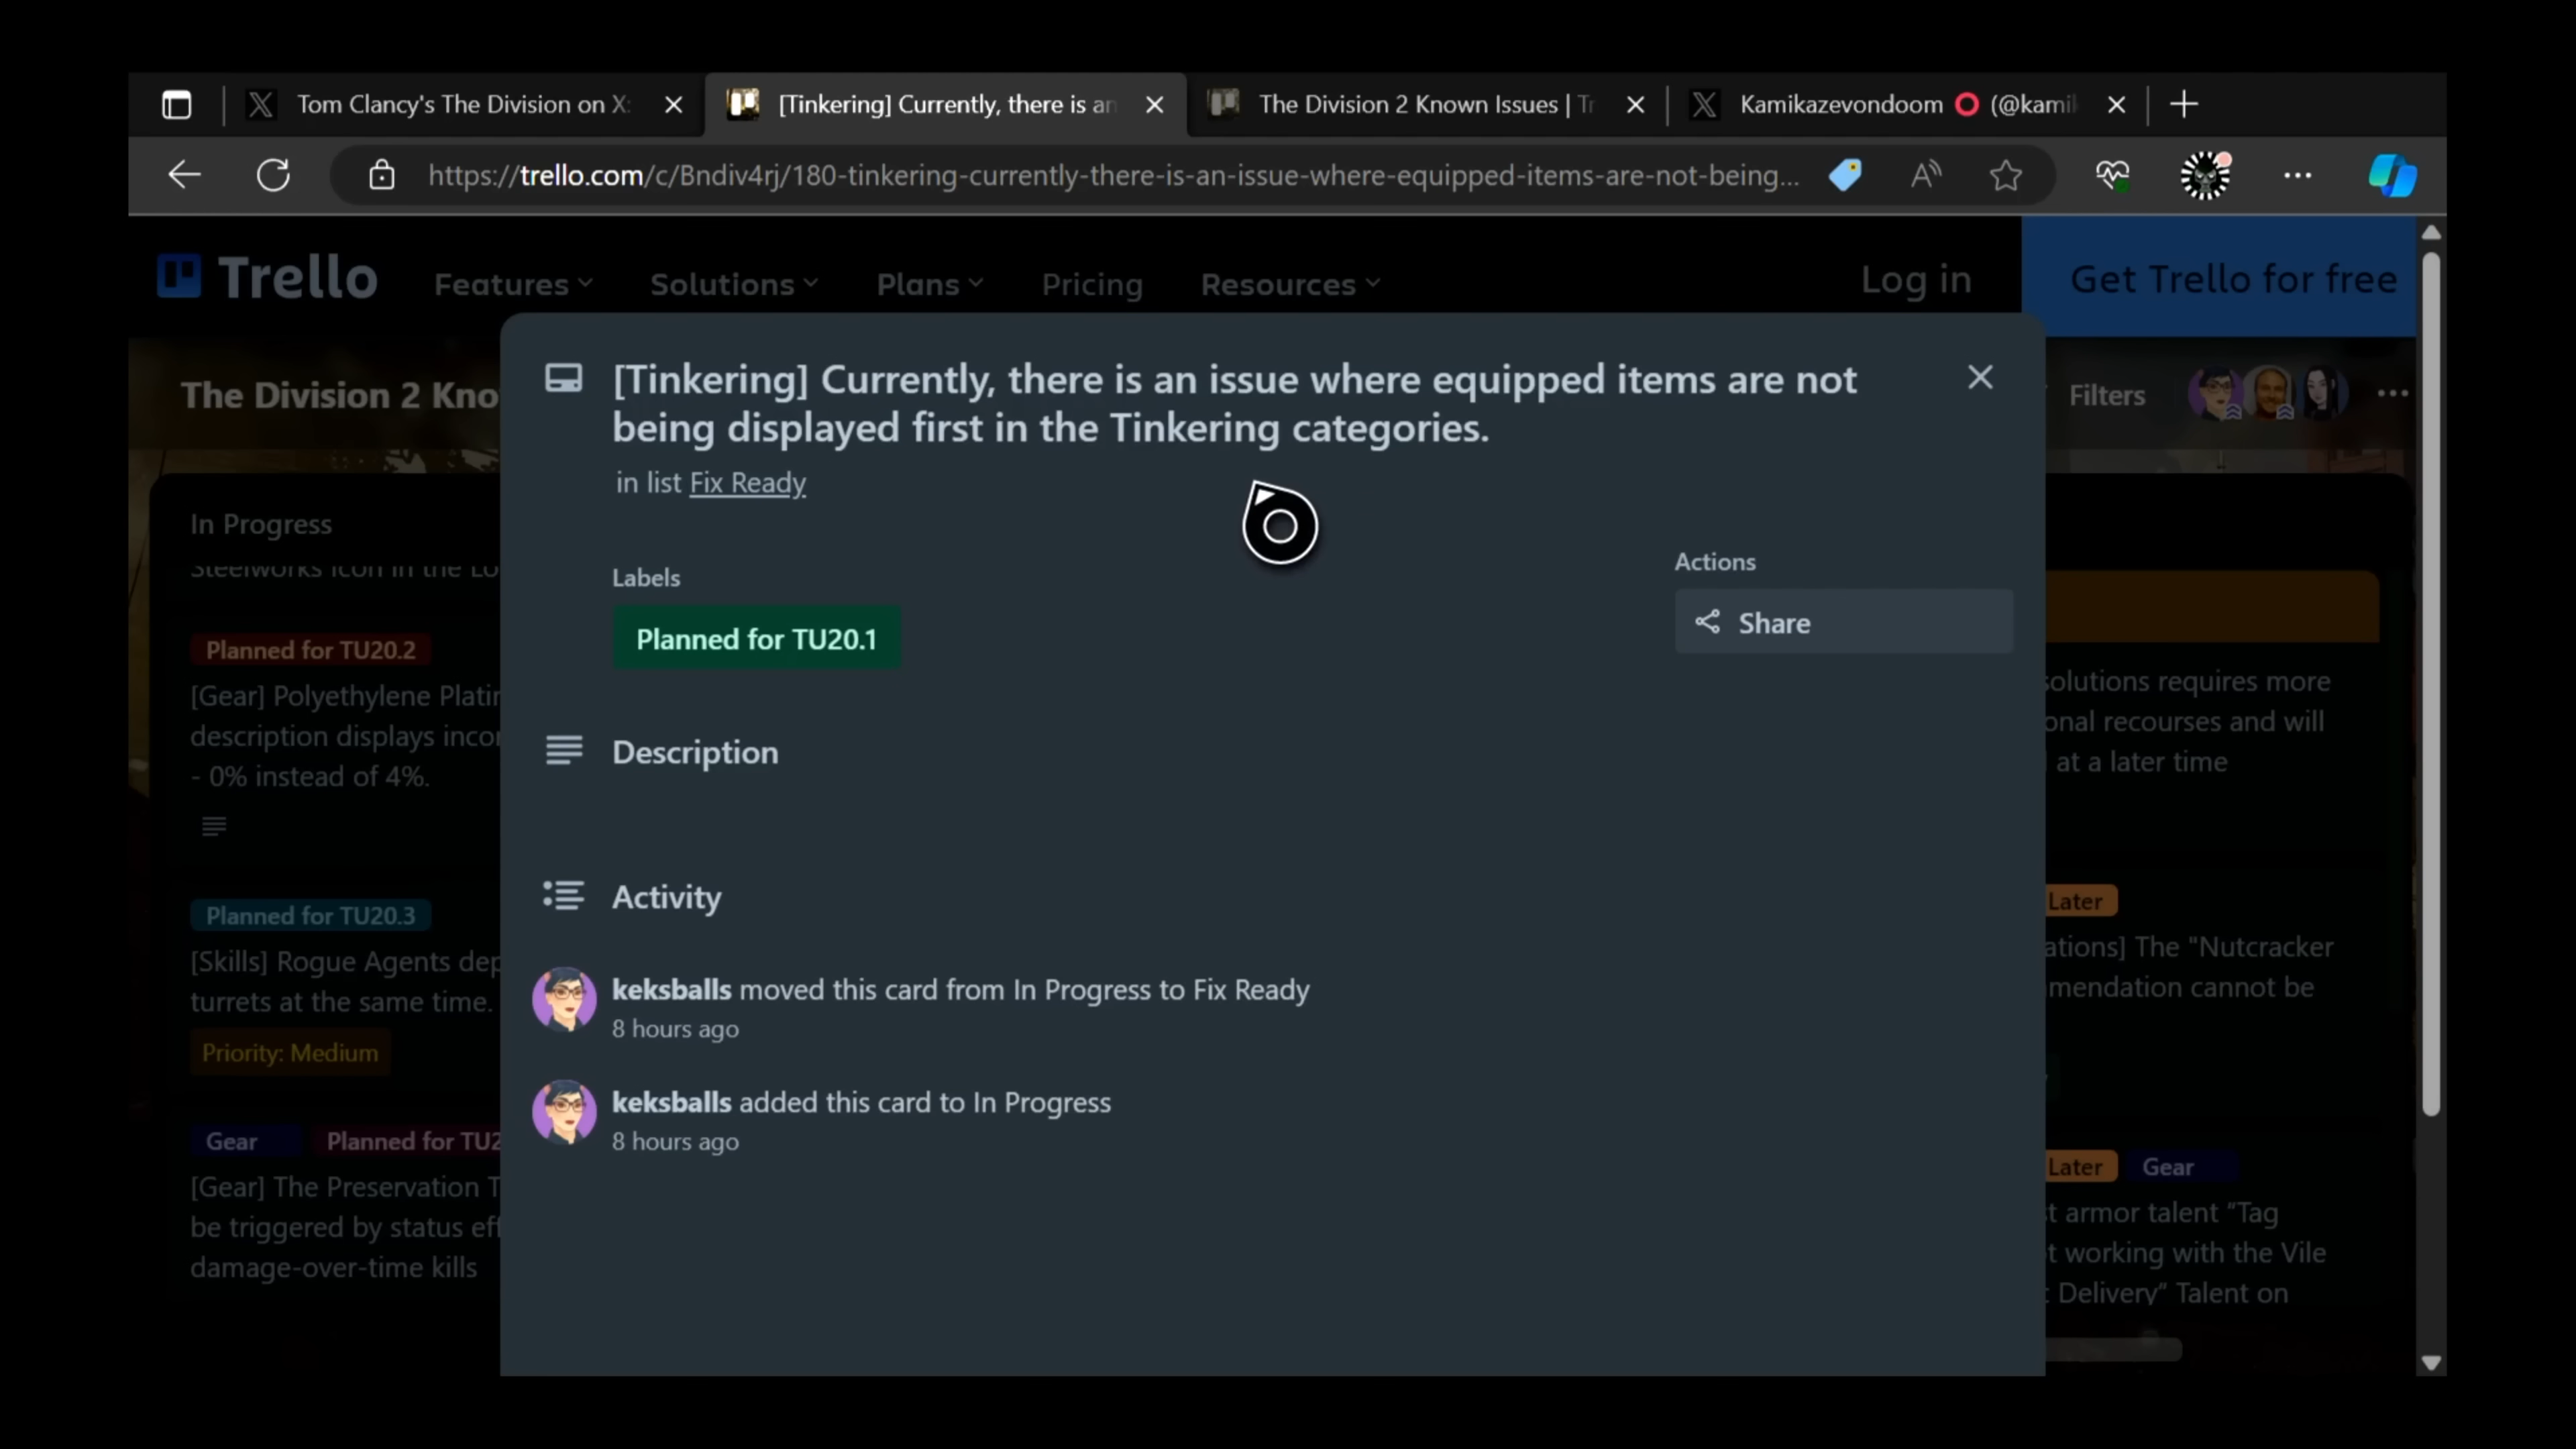 Tom Clancy's The Division on X:
[Tinkering] Currently, there is an
The Division 2 Known Issues | Tr
Kamikazevondoom (@kamik
https://trello.com/c/Bndiv4rj/180-tinkering-currently-there-is-an-issue-where-equipped-items-are-not-being...
Trello
Features
Solutions
Plans
Pricing
Resources
Log in
Get Trello for free
The Division 2 Kno
Filters
In Progress
Steelworks icon in the Lo
Planned for TU20.2
[Gear] Polyethylene Platin
description displays incor
- 0% instead of 4%.
Planned for TU20.3
[Skills] Rogue Agents dep
turrets at the same time.
Priority: Medium
Gear
Planned for TU2
[Gear] The Preservation T
be triggered by status eff
damage-over-time kills
[Tinkering] Currently, there is an issue where equipped items are not
being displayed first in the Tinkering categories.
in list Fix Ready
Labels
Planned for TU20.1
Actions
Share
Description
Activity
keksballs moved this card from In Progress to Fix Ready
8 hours ago
keksballs added this card to In Progress
8 hours ago
solutions requires more
onal recourses and will
at a later time
Later
ations] The "Nutcracker
mendation cannot be
Later
Gear
t armor talent “Tag
t working with the Vile
Delivery” Talent on